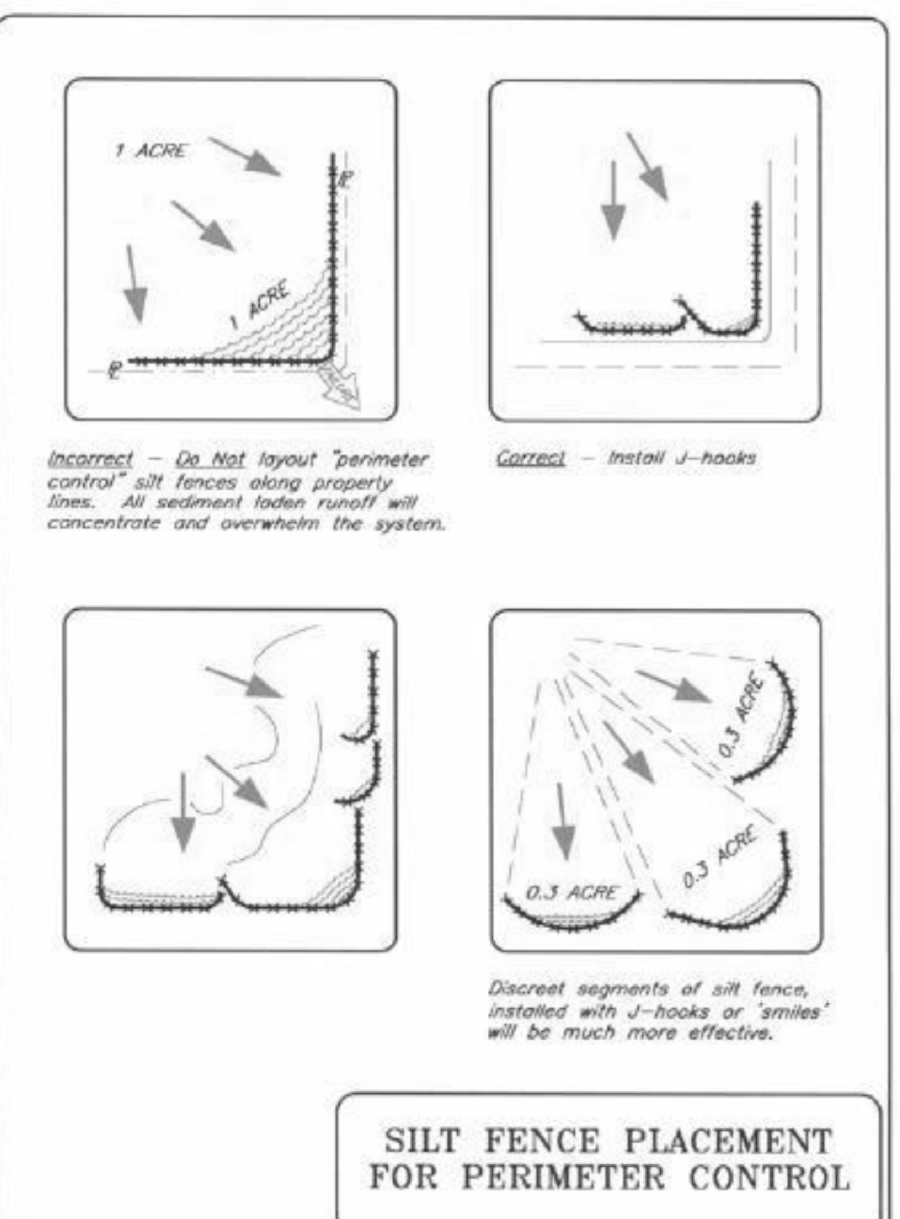 1 ACRE
PL
1 ACRE
PL
Incorrect – Do Not layout "perimeter
control" silt fences along property
lines. All sediment laden runoff will
concentrate and overwhelm the system.
Correct – Install J-hooks
0.3 ACRE
0.3 ACRE
0.3 ACRE
Discreet segments of silt fence,
installed with J-hooks or 'smiles'
will be much more effective.
SILT FENCE PLACEMENT
FOR PERIMETER CONTROL